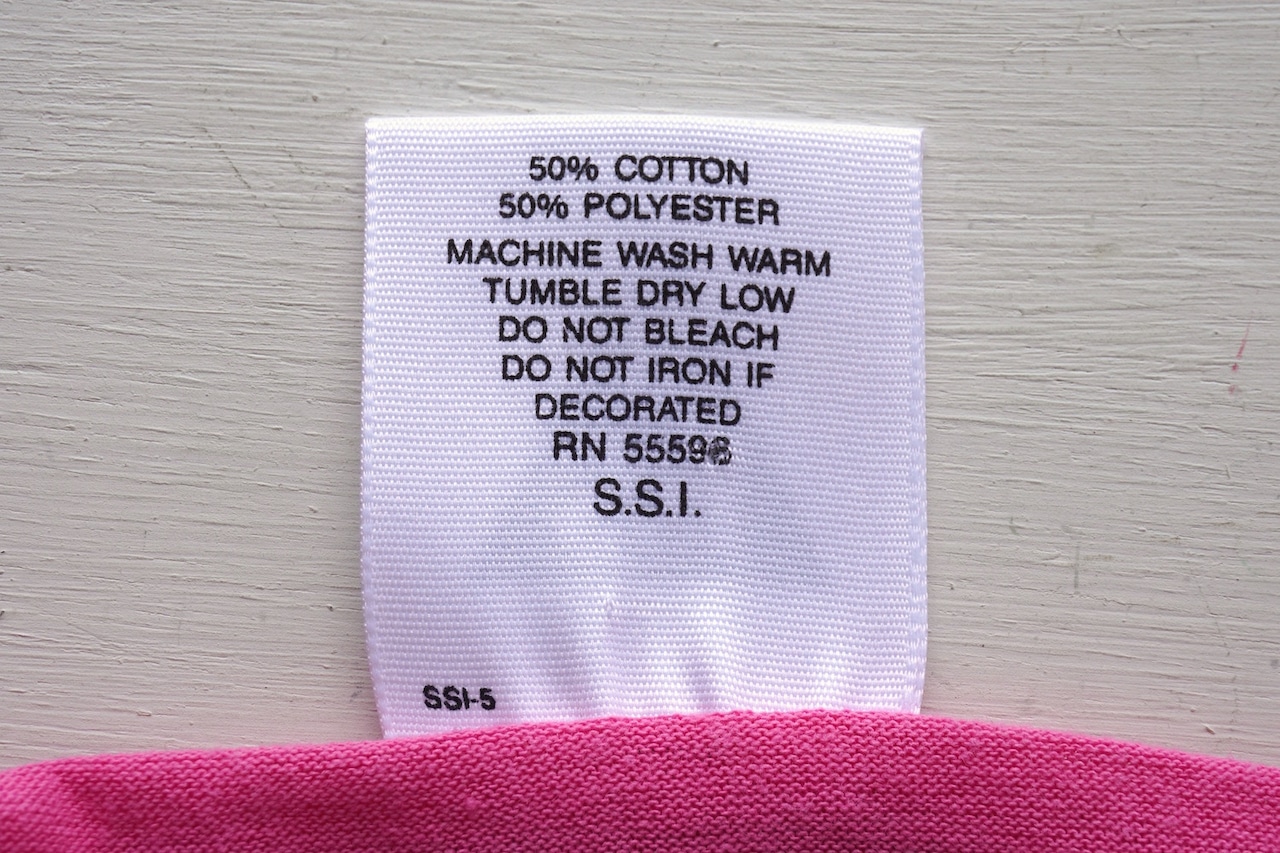 50% COTTON
50% POLYESTER
MACHINE WASH WARM
TUMBLE DRY LOW
DO NOT BLEACH
DO NOT IRON IF
DECORATED
RN
S.S.I.
SSI-5